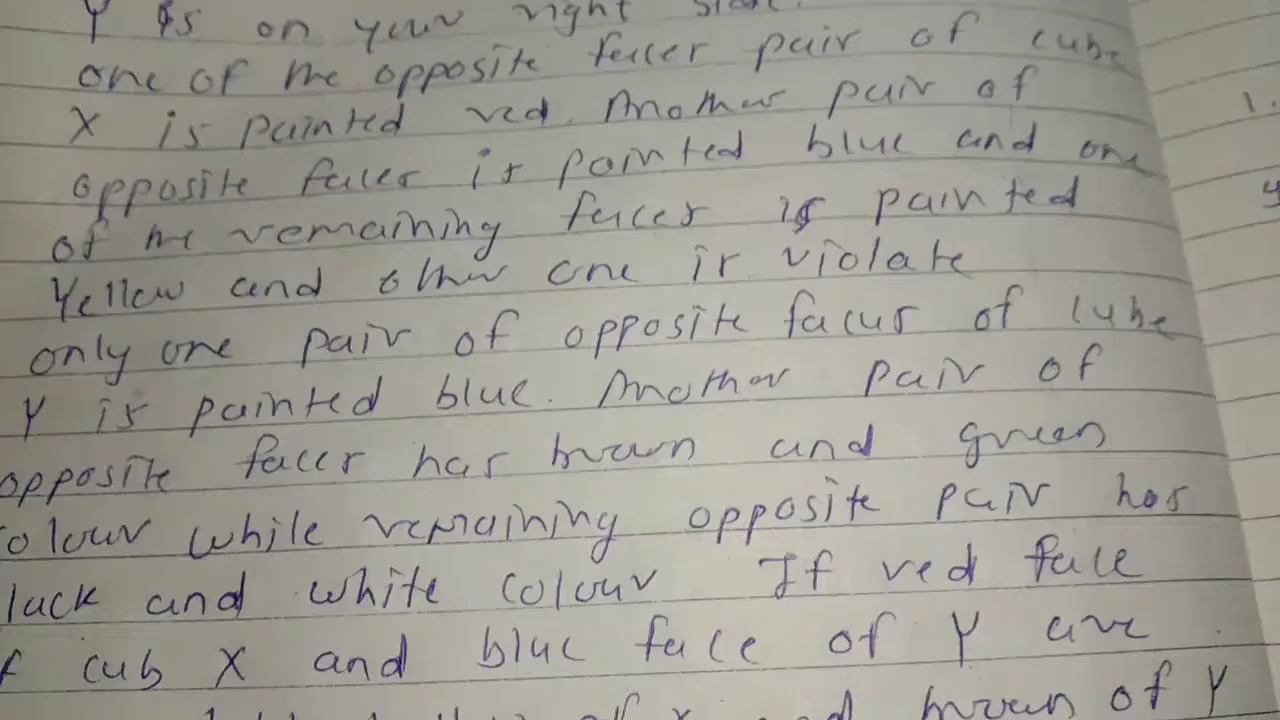 Y is on your right side.
one of the opposite faces pair of cube
X is painted red. Another pair of
opposite faces is painted blue and one
of the remaining faces is painted
Yellow and other one is violate
only one pair of opposite faces of cube
Y is painted blue. Another pair of
opposite faces has brown and green
olour while remaining opposite pair has
lack and white colour If red face
f cub X and blue face of Y are
of X and brown of Y